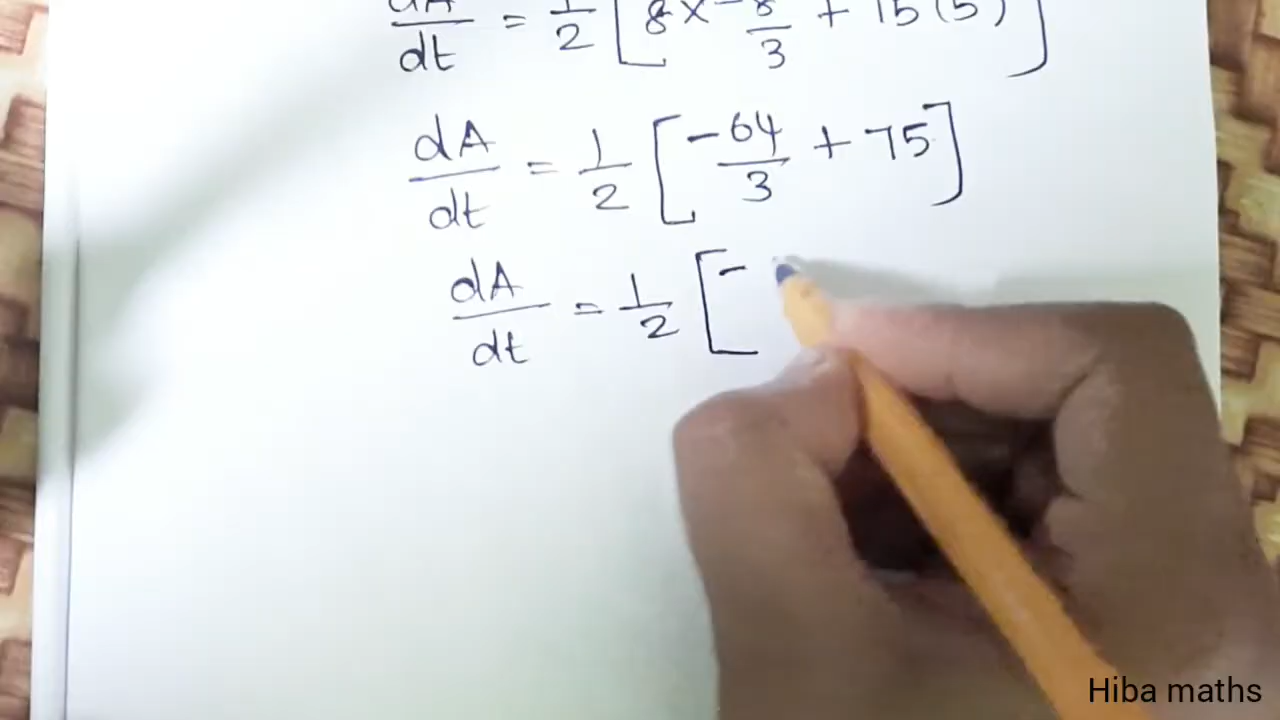 dA/dt = 1/2 [8x-8/3 + 15(5)]
dA/dt = 1/2 [-64/3 + 75]
dA/dt = 1/2 [-
Hiba maths